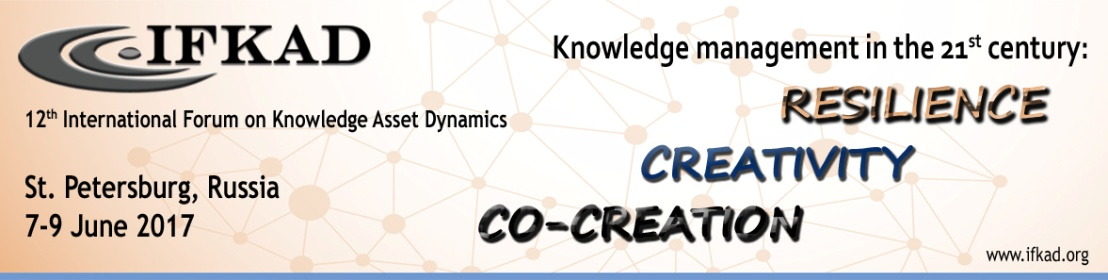 IFKAD
12th International Forum on Knowledge Asset Dynamics
St. Petersburg, Russia
7-9 June 2017
Knowledge management in the 21st century:
RESILIENCE
CREATIVITY
CO-CREATION
www.ifkad.org